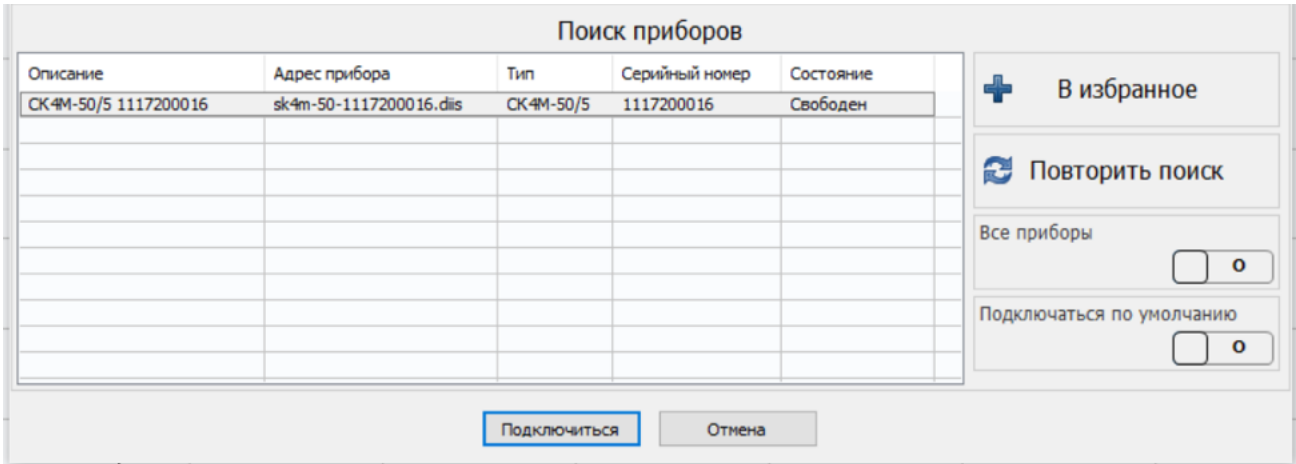 Поиск приборов
Описание Адрес прибора Тип Серийный номер Состояние
СК4М-50/5 1117200016 sk4m-50-1117200016.diis СК4М-50/5 1117200016 Свободен
В избранное
Повторить поиск
Все приборы
О
Подключаться по умолчанию
О
Подключиться Отмена